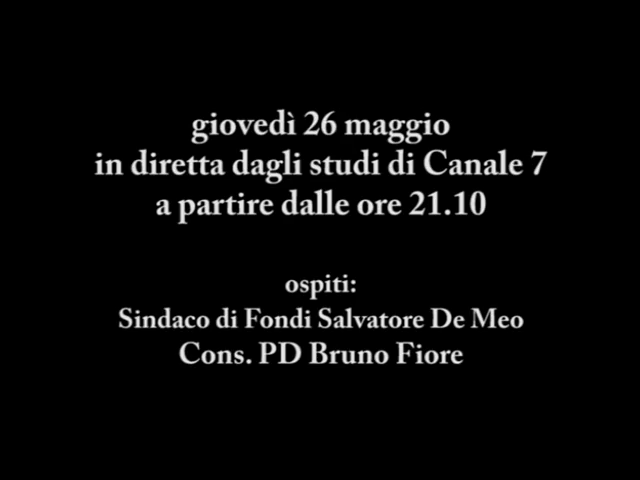 giovedì 26 maggio
in diretta dagli studi di Canale 7
a partire dalle ore 21.10
ospiti:
Sindaco di Fondi Salvatore De Meo
Cons. PD Bruno Fiore